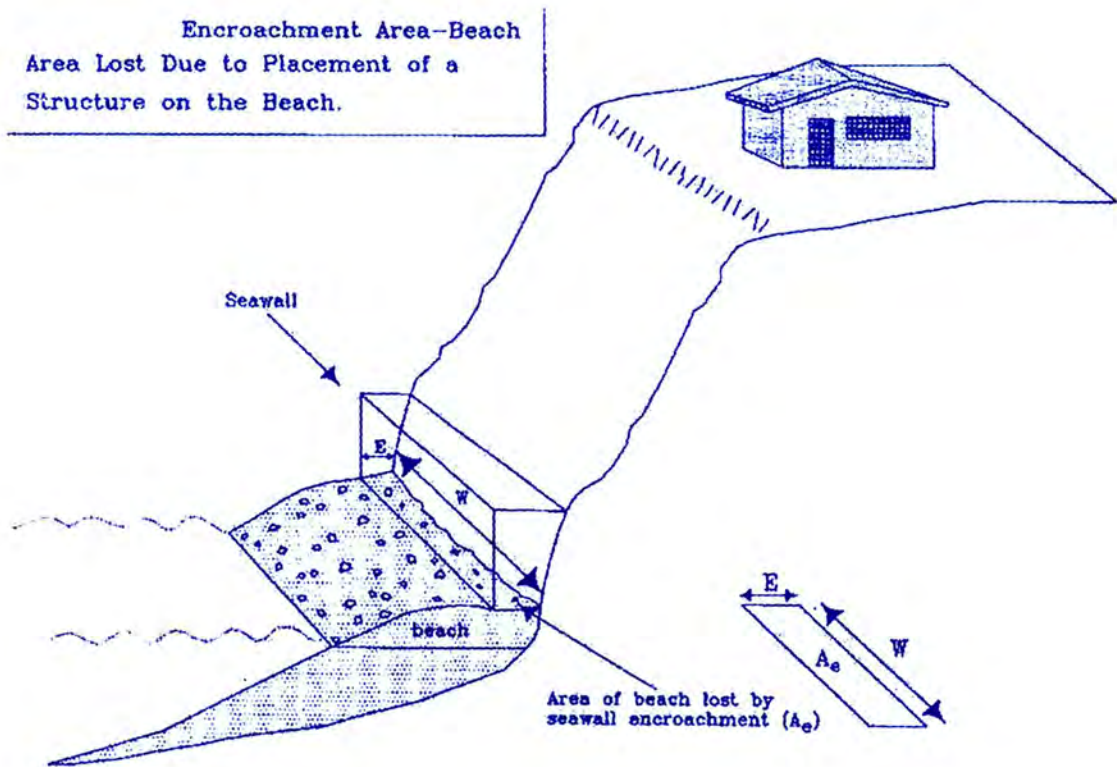 Encroachment Area-Beach
Area Lost Due to Placement of a
Structure on the Beach.
Seawall
E
W
beach
E
W
Ae
Area of beach lost by
seawall encroachment (Ae)